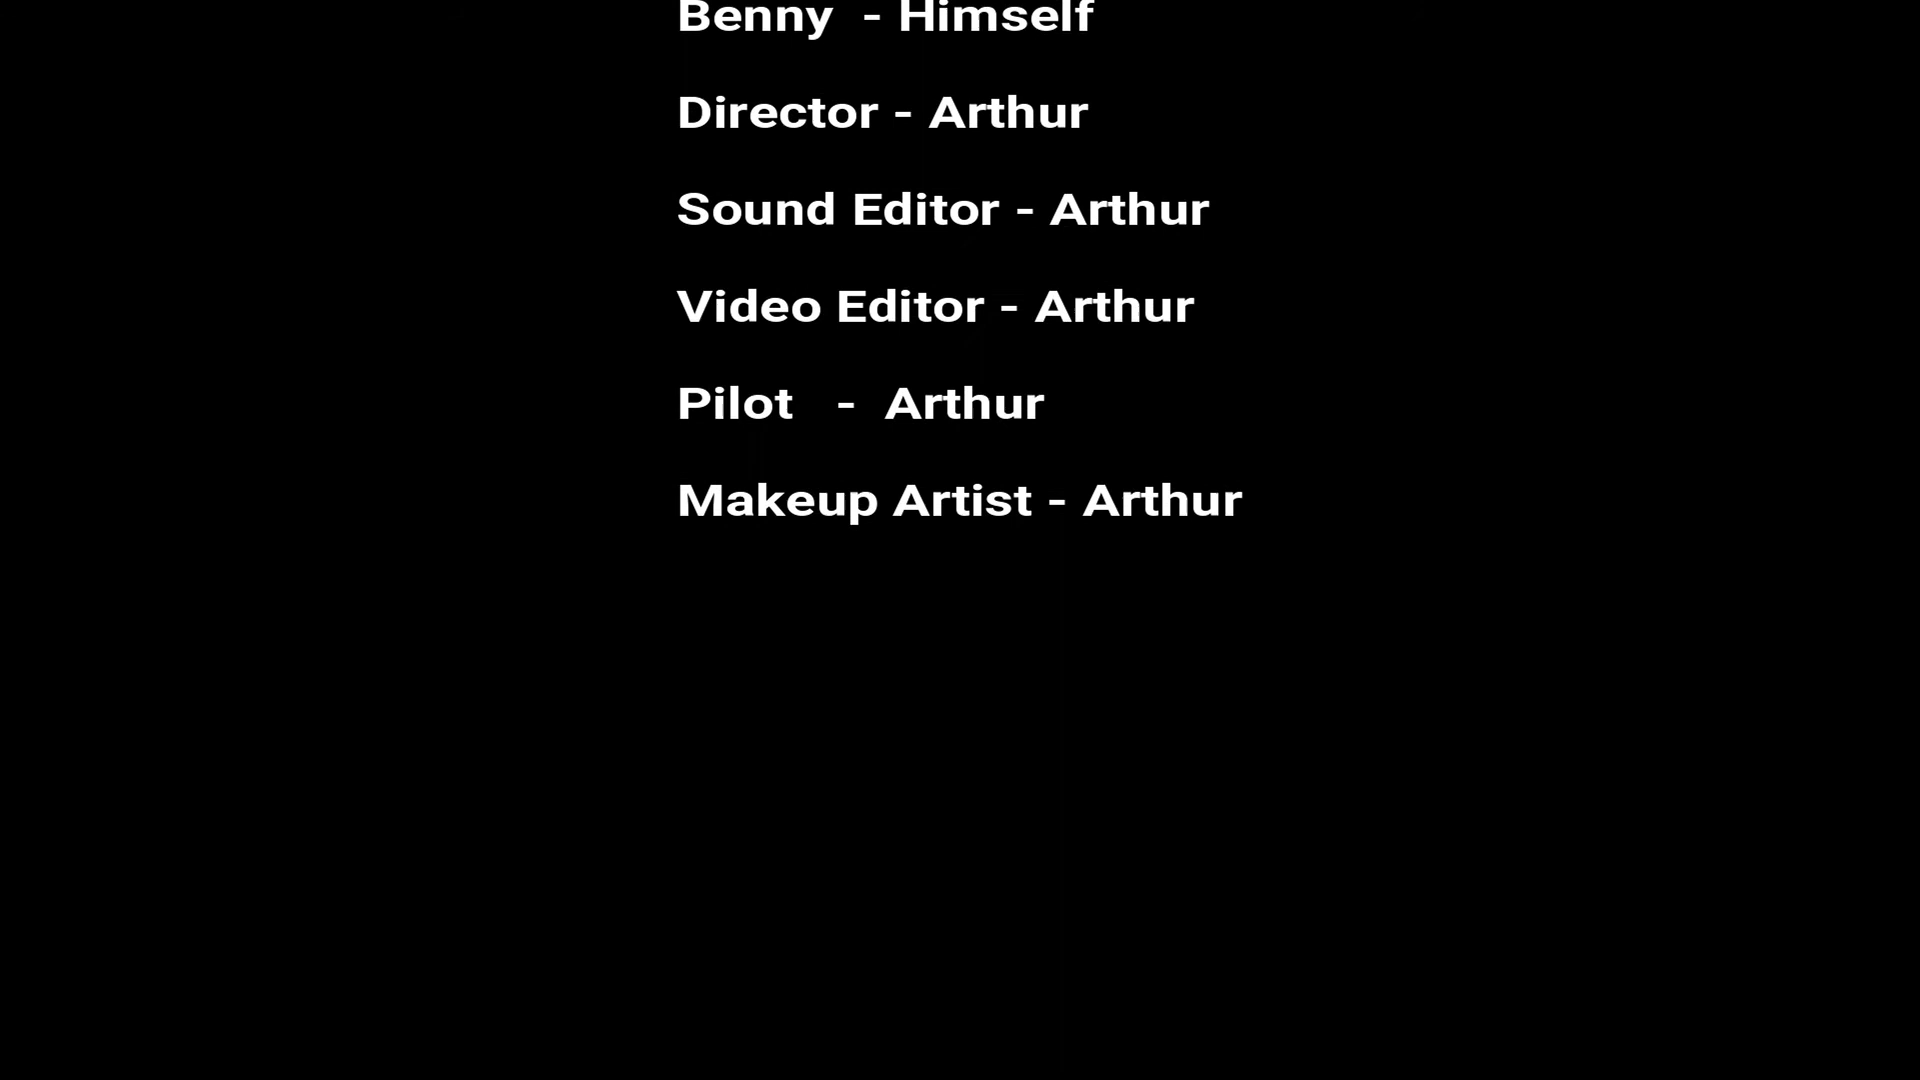 Benny - Himself
Director - Arthur
Sound Editor - Arthur
Video Editor - Arthur
Pilot - Arthur
Makeup Artist - Arthur